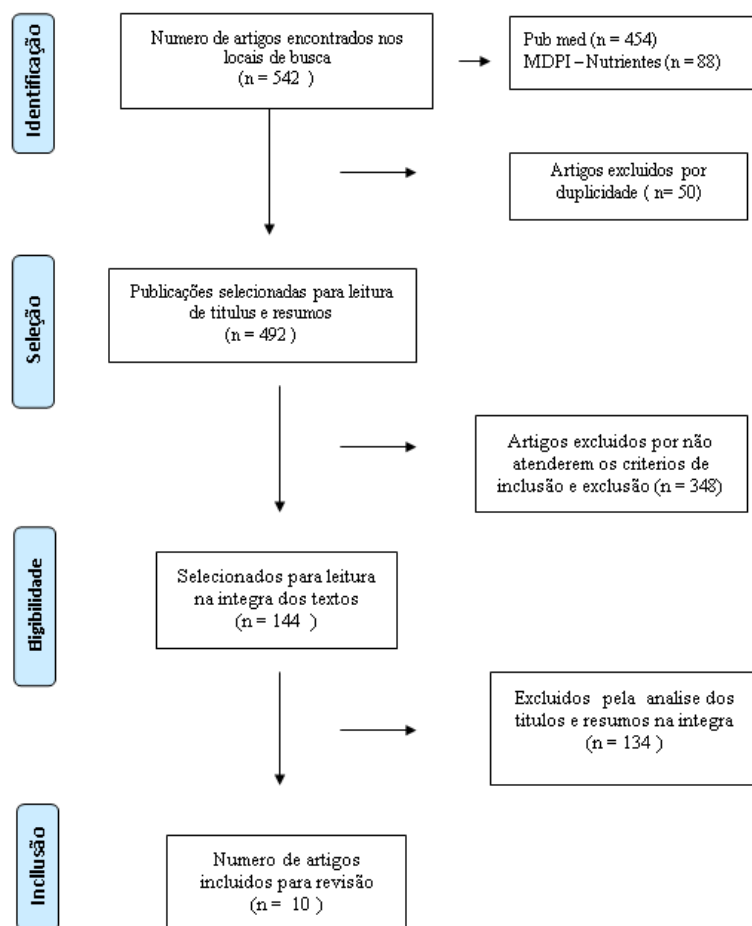 Identificação
Numero de artigos encontrados nos
locais de busca
(n = 542 )
Pub med (n = 454)
MDPI – Nutrientes (n = 88)
Artigos excluidos por
duplicidade ( n= 50)
Seleção
Publicações selecionadas para leitura
de titulus e resumos
(n = 492 )
Artigos excluidos por não
atenderem os criterios de
inclusão e exclusão (n = 348)
Eligibilidade
Selecionados para leitura
na integra dos textos
(n = 144 )
Excluidos pela analise dos
titulos e resumos na integra
(n = 134 )
Incllusão
Numero de artigos
incluidos para revisão
(n = 10 )